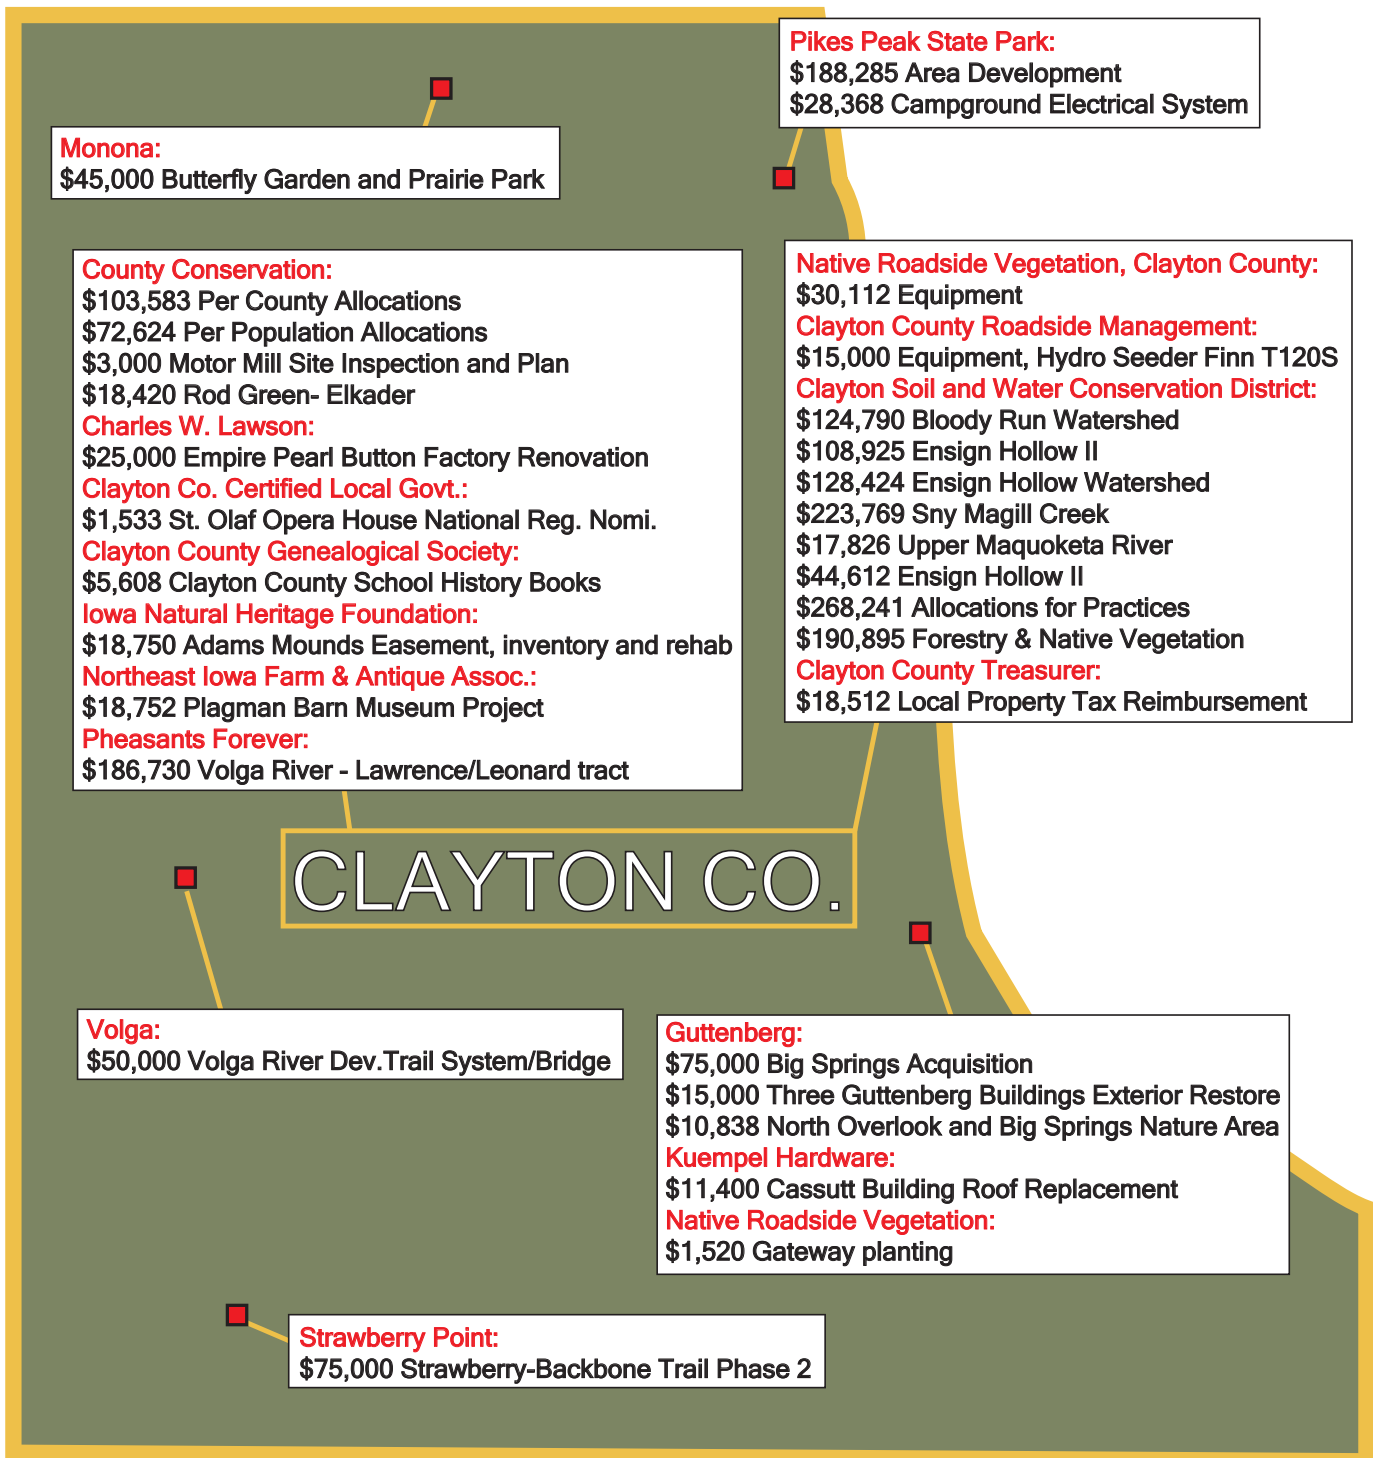 Pikes Peak State Park:
$188,285 Area Development
$28,368 Campground Electrical System
Monona:
$45,000 Butterfly Garden and Prairie Park
County Conservation:
$103,583 Per County Allocations
$72,624 Per Population Allocations
$3,000 Motor Mill Site Inspection and Plan
$18,420 Rod Green- Elkader
Charles W. Lawson:
$25,000 Empire Pearl Button Factory Renovation
Clayton Co. Certified Local Govt.:
$1,533 St. Olaf Opera House National Reg. Nomi.
Clayton County Genealogical Society:
$5,608 Clayton County School History Books
Iowa Natural Heritage Foundation:
$18,750 Adams Mounds Easement, inventory and rehab
Northeast Iowa Farm & Antique Assoc.:
$18,752 Plagman Barn Museum Project
Pheasants Forever:
$186,730 Volga River - Lawrence/Leonard tract
Native Roadside Vegetation, Clayton County:
$30,112 Equipment
Clayton County Roadside Management:
$15,000 Equipment, Hydro Seeder Finn T120S
Clayton Soil and Water Conservation District:
$124,790 Bloody Run Watershed
$108,925 Ensign Hollow II
$128,424 Ensign Hollow Watershed
$223,769 Sny Magill Creek
$17,826 Upper Maquoketa River
$44,612 Ensign Hollow II
$268,241 Allocations for Practices
$190,895 Forestry & Native Vegetation
Clayton County Treasurer:
$18,512 Local Property Tax Reimbursement
CLAYTON CO.
Volga:
$50,000 Volga River Dev.Trail System/Bridge
Guttenberg:
$75,000 Big Springs Acquisition
$15,000 Three Guttenberg Buildings Exterior Restore
$10,838 North Overlook and Big Springs Nature Area
Kuempel Hardware:
$11,400 Cassutt Building Roof Replacement
Native Roadside Vegetation:
$1,520 Gateway planting
Strawberry Point:
$75,000 Strawberry-Backbone Trail Phase 2